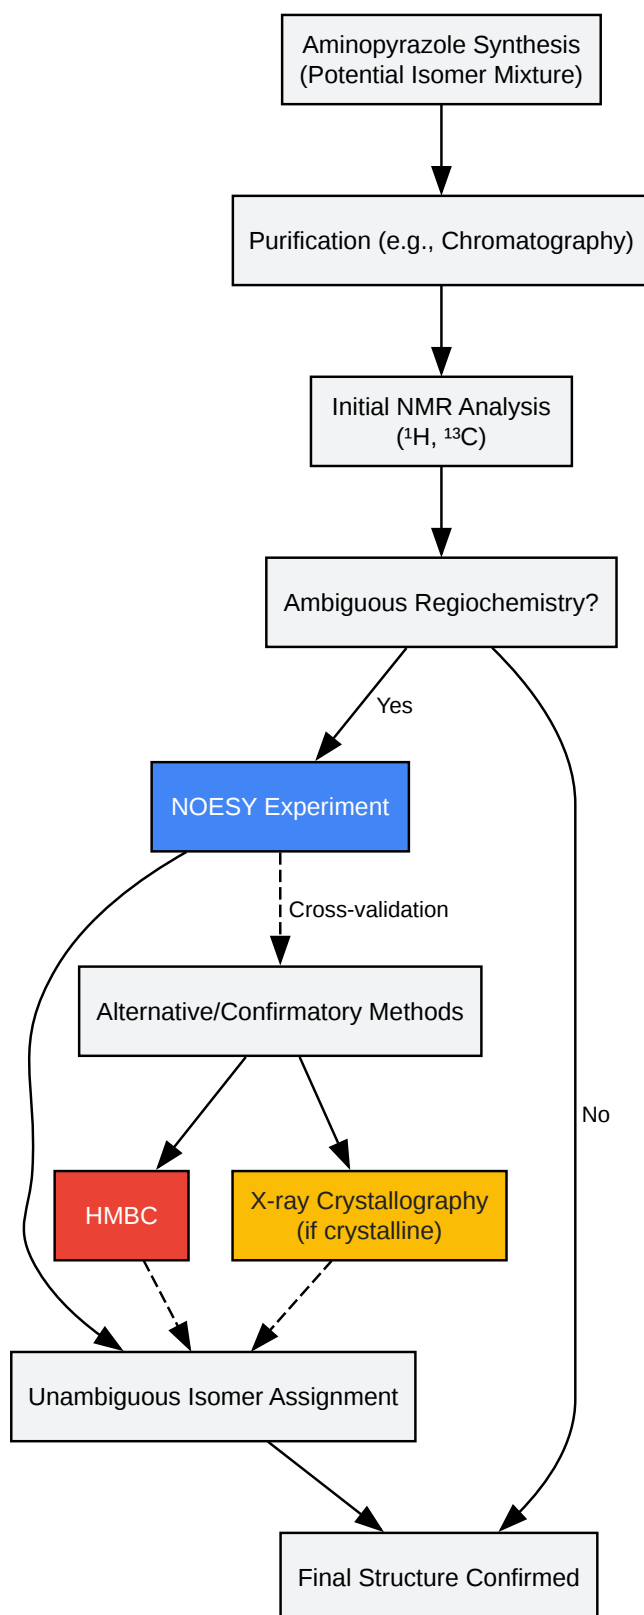 Aminopyrazole Synthesis
(Potential Isomer Mixture)
Purification (e.g., Chromatography)
Initial NMR Analysis
(¹H, ¹³C)
Ambiguous Regiochemistry?
Yes
NOESY Experiment
Cross-validation
Alternative/Confirmatory Methods
No
HMBC
X-ray Crystallography
(if crystalline)
Unambiguous Isomer Assignment
Final Structure Confirmed